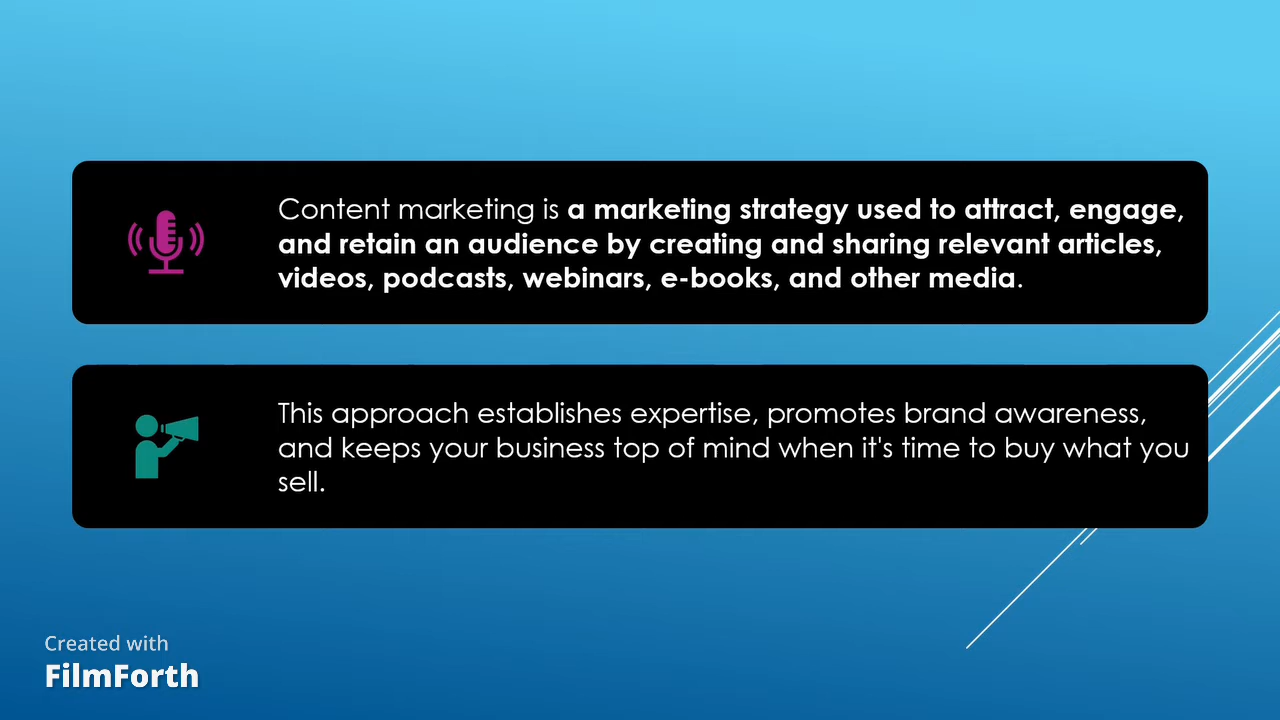 Content marketing is a marketing strategy used to attract, engage,
and retain an audience by creating and sharing relevant articles,
videos, podcasts, webinars, e-books, and other media.
This approach establishes expertise, promotes brand awareness,
and keeps your business top of mind when it's time to buy what you
sell.
Created with
FilmForth